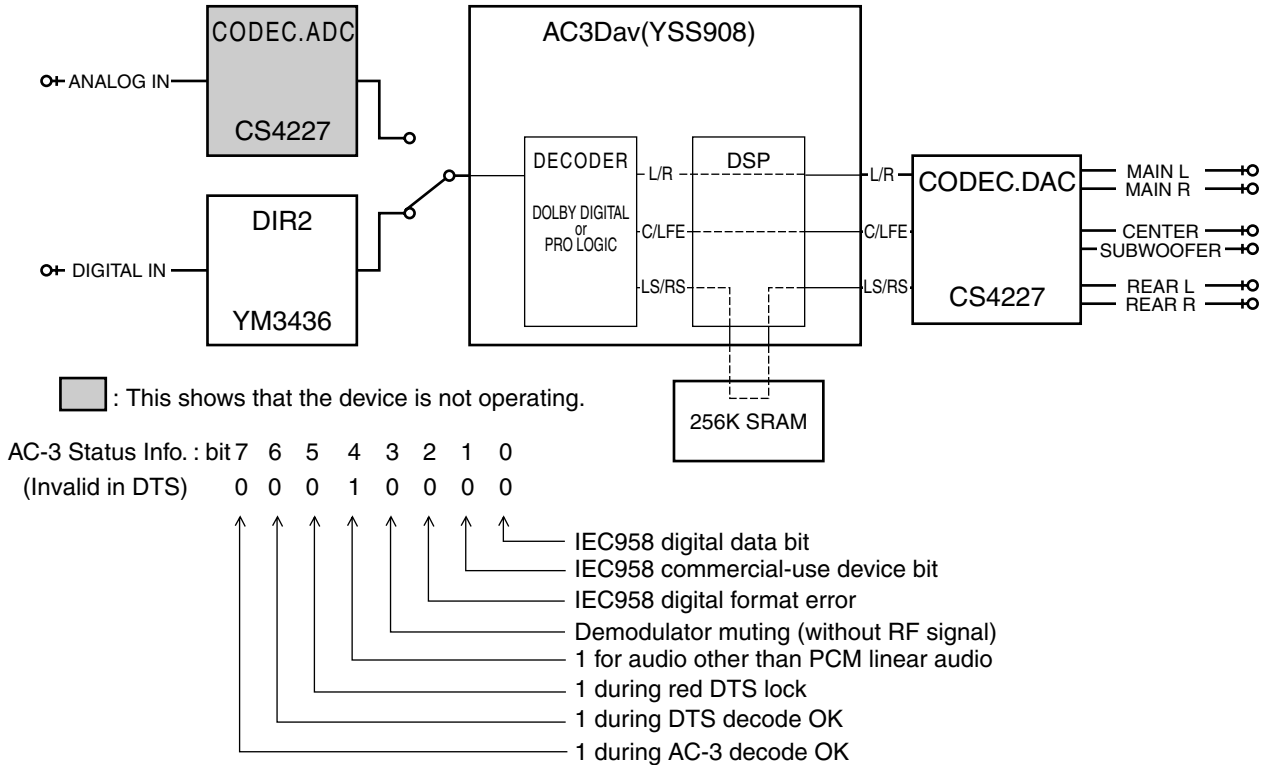 CODEC.ADC
CS4227
ANALOG IN
DIR2
YM3436
DIGITAL IN
AC3Dav(YSS908)
DECODER
DOLBY DIGITAL
or
PRO LOGIC
L/R
C/LFE
LS/RS
DSP
256K SRAM
L/R
C/LFE
LS/RS
CODEC.DAC
CS4227
MAIN L
MAIN R
CENTER
SUBWOOFER
REAR L
REAR R
: This shows that the device is not operating.
AC-3 Status Info. : bit 7 6 5 4 3 2 1 0
(Invalid in DTS) 0 0 0 1 0 0 0 0
IEC958 digital data bit
IEC958 commercial-use device bit
IEC958 digital format error
Demodulator muting (without RF signal)
1 for audio other than PCM linear audio
1 during red DTS lock
1 during DTS decode OK
1 during AC-3 decode OK